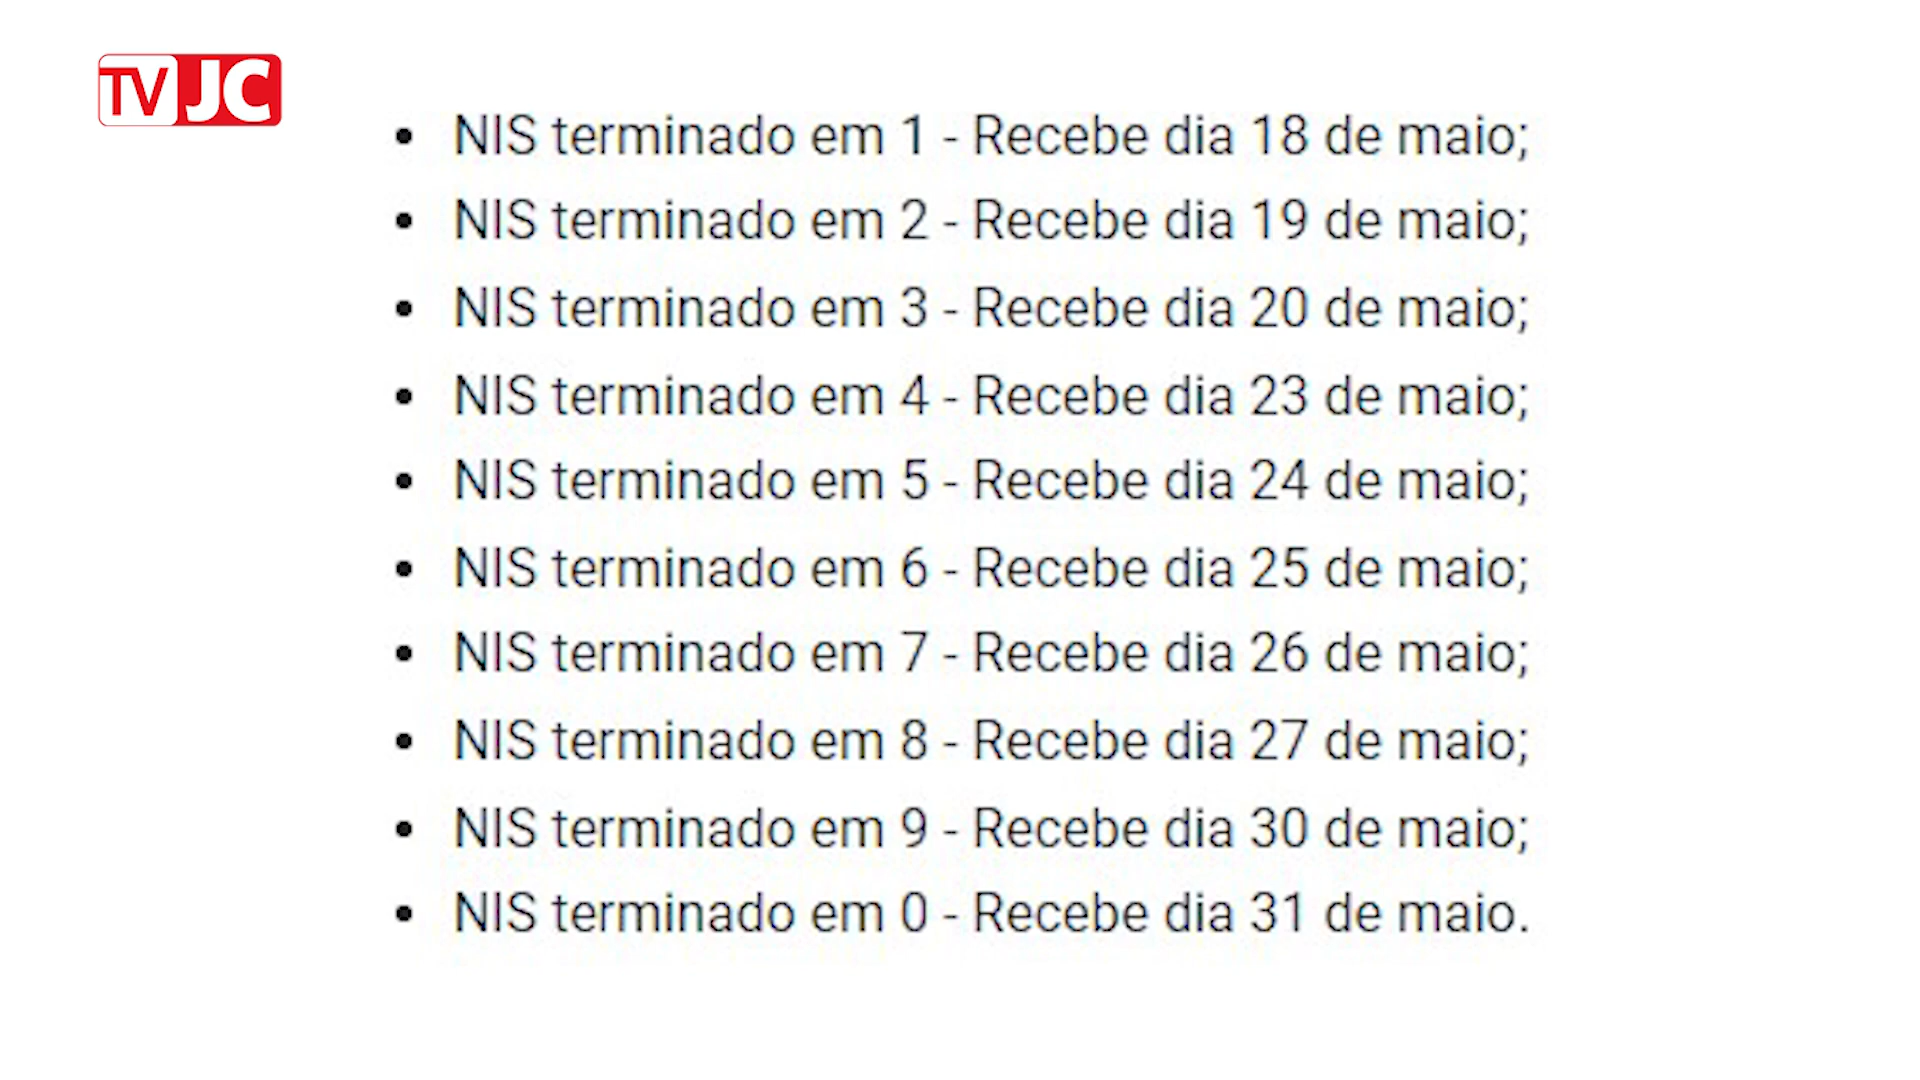 TV JC
• NIS terminado em 1 - Recebe dia 18 de maio;
• NIS terminado em 2 - Recebe dia 19 de maio;
• NIS terminado em 3 - Recebe dia 20 de maio;
• NIS terminado em 4 - Recebe dia 23 de maio;
• NIS terminado em 5 - Recebe dia 24 de maio;
• NIS terminado em 6 - Recebe dia 25 de maio;
• NIS terminado em 7 - Recebe dia 26 de maio;
• NIS terminado em 8 - Recebe dia 27 de maio;
• NIS terminado em 9 - Recebe dia 30 de maio;
• NIS terminado em 0 - Recebe dia 31 de maio.